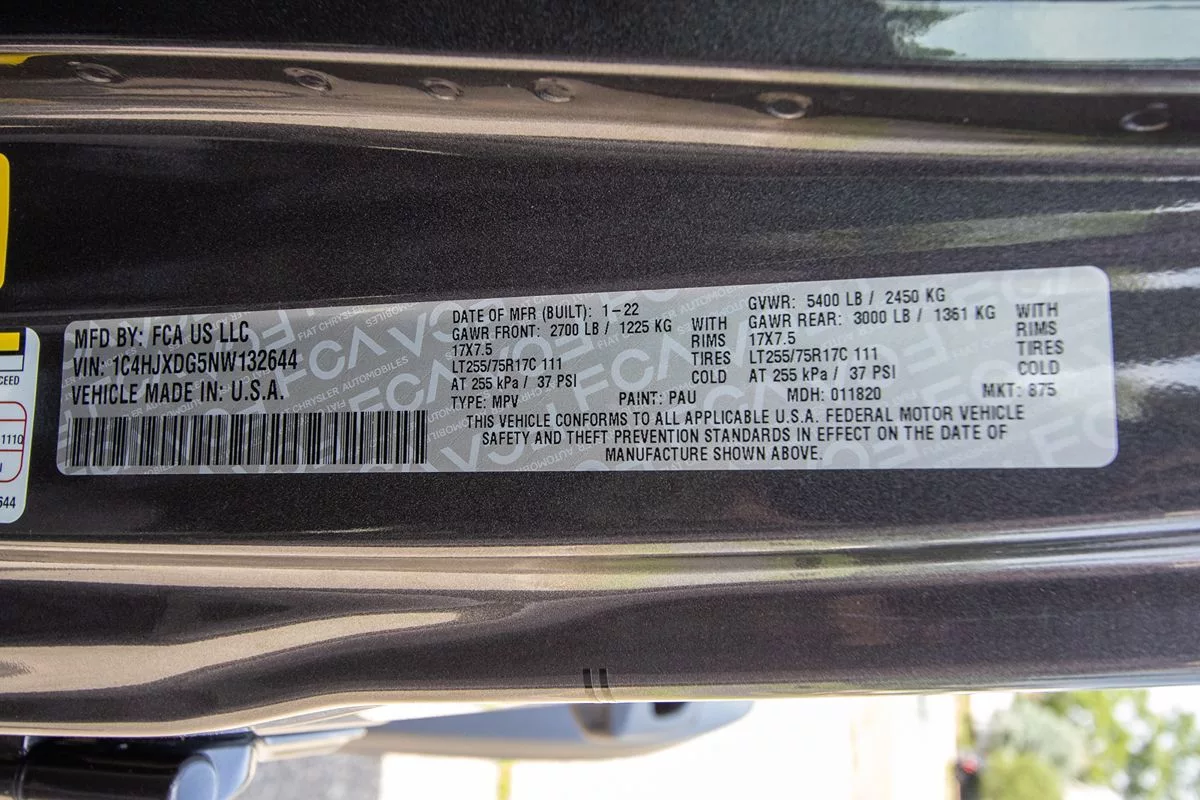 MFD BY: FCA US LLC
VIN: 1C4HJXDG5NW132644
VEHICLE MADE IN: U.S.A.
DATE OF MFR (BUILT): 1-22
GAWR FRONT: 2700 LB / 1225 KG WITH
17X7.5 RIMS
LT255/75R17C 111 TIRES
AT 255 kPa / 37 PSI COLD
GVWR: 5400 LB / 2450 KG
GAWR REAR: 3000 LB / 1361 KG WITH
17X7.5 RIMS
LT255/75R17C 111 TIRES
AT 255 kPa / 37 PSI COLD
TYPE: MPV PAINT: PAU MDH: 011820 MKT: 875
THIS VEHICLE CONFORMS TO ALL APPLICABLE U.S.A. FEDERAL MOTOR VEHICLE
SAFETY AND THEFT PREVENTION STANDARDS IN EFFECT ON THE DATE OF
MANUFACTURE SHOWN ABOVE.
CEED
1110
644